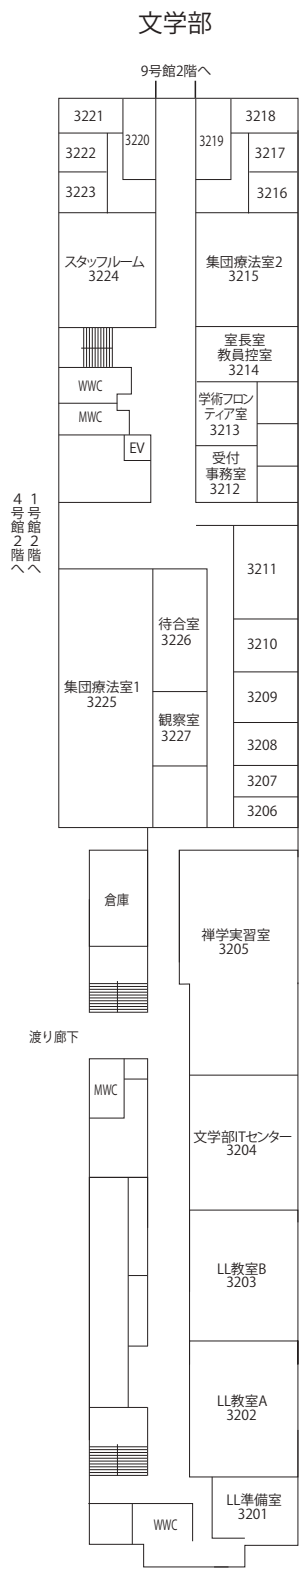 文学部
9号館2階へ
3221
3220
3219
3218
3222
3217
3223
3216
スタッフルーム
3224
集団療法室2
3215
室長室
教員控室
3214
WWC
学術フロン
ティア室
3213
MWC
EV
受付
事務室
3212
1号館2階へ
4号館2階へ
3211
待合室
3226
3210
集団療法室1
3225
3209
観察室
3227
3208
3207
3206
倉庫
禅学実習室
3205
渡り廊下
MWC
文学部ITセンター
3204
LL教室B
3203
LL教室A
3202
LL準備室
3201
WWC